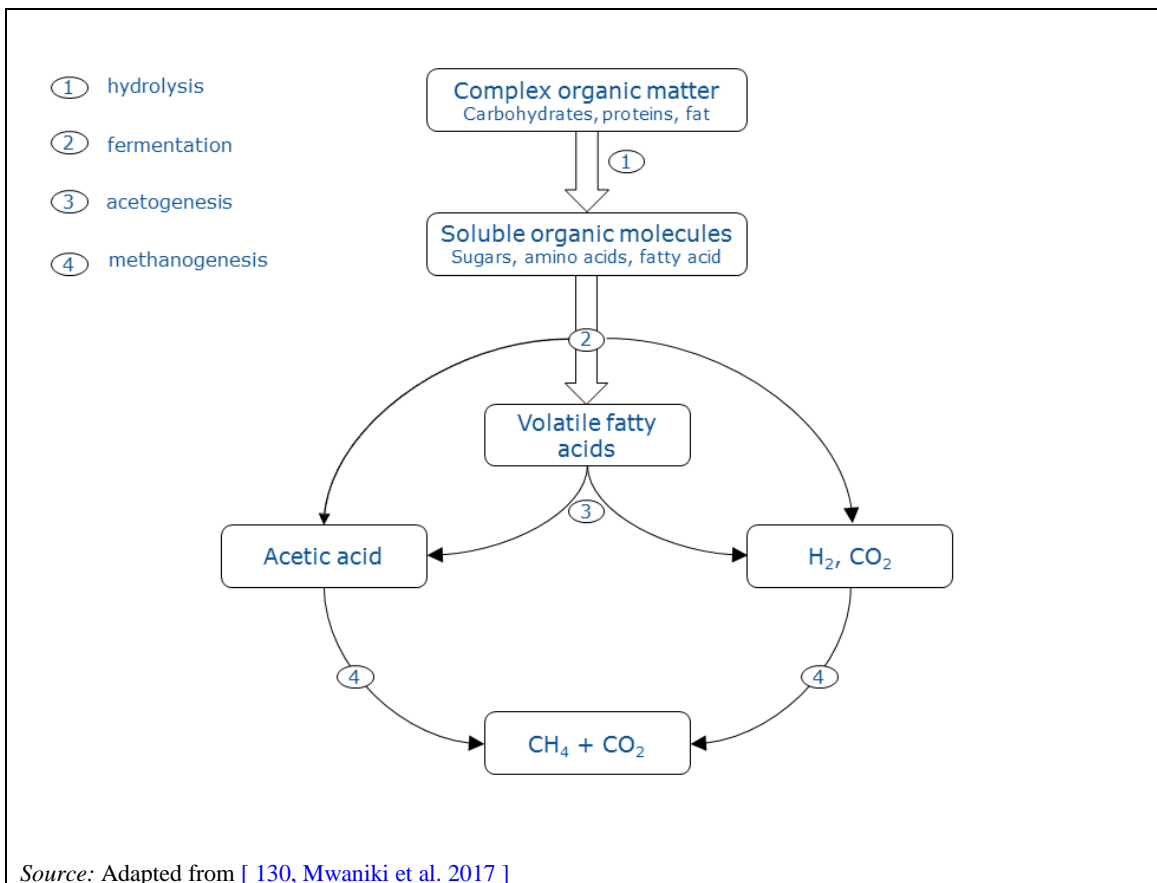 1 hydrolysis
2 fermentation
3 acetogenesis
4 methanogenesis
Complex organic matter
Carbohydrates, proteins, fat
1
Soluble organic molecules
Sugars, amino acids, fatty acid
2
Volatile fatty
acids
3
Acetic acid
H₂, CO₂
4
4
CH₄ + CO₂
Source: Adapted from [ 130, Mwaniki et al. 2017 ]